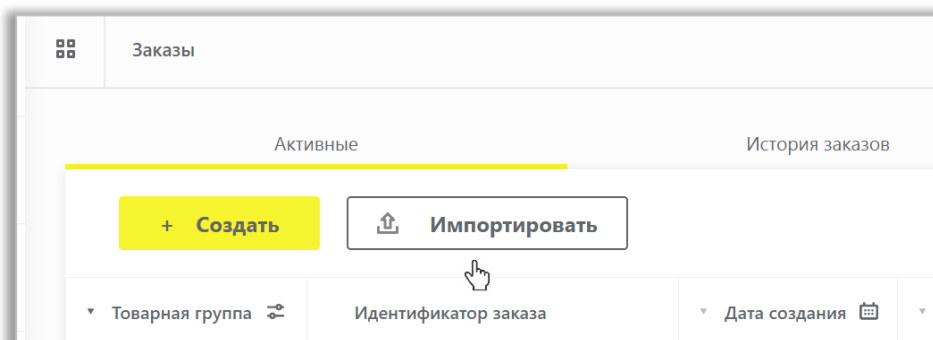 Заказы
Активные История заказов
+ Создать Импортировать
Товарная группа Идентификатор заказа Дата создания